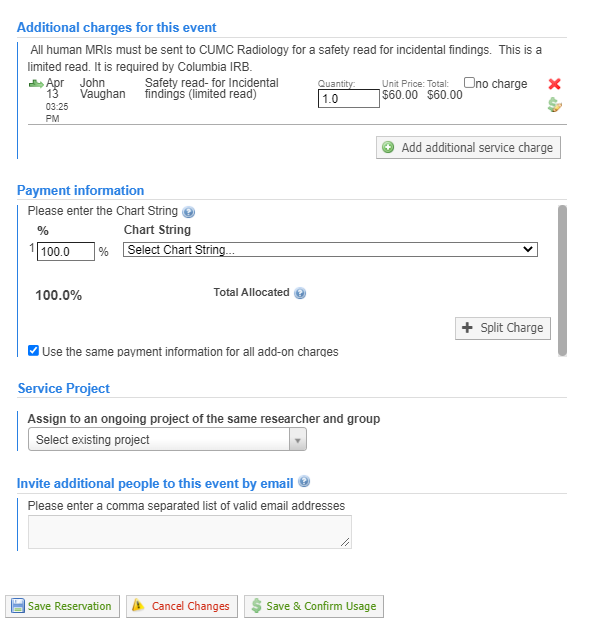 Additional charges for this event
All human MRIs must be sent to CUMC Radiology for a safety read for incidental findings. This is a
limited read. It is required by Columbia IRB.
Apr 13 03:25 PM
John Vaughan
Safety read- for Incidental findings (limited read)
Quantity: 1.0
Unit Price: $60.00
Total: $60.00
no charge
Add additional service charge
Payment information
Please enter the Chart String
% Chart String
1 100.0 % Select Chart String...
100.0% Total Allocated
Split Charge
Use the same payment information for all add-on charges
Service Project
Assign to an ongoing project of the same researcher and group
Select existing project
Invite additional people to this event by email
Please enter a comma separated list of valid email addresses
Save Reservation Cancel Changes Save & Confirm Usage